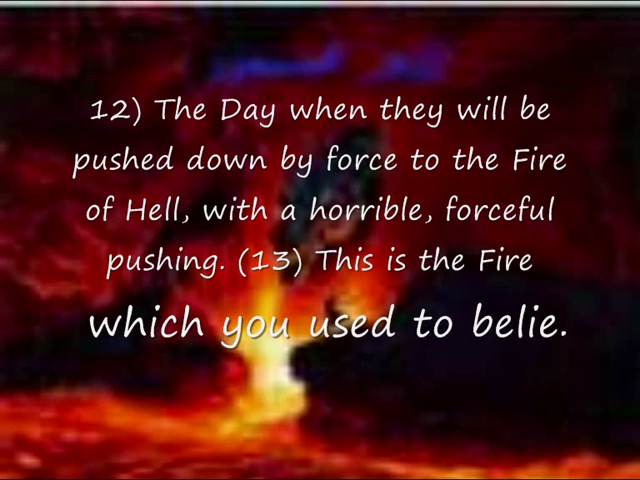 12) The Day when they will be
pushed down by force to the Fire
of Hell, with a horrible, forceful
pushing. (13) This is the Fire
which you used to belie.